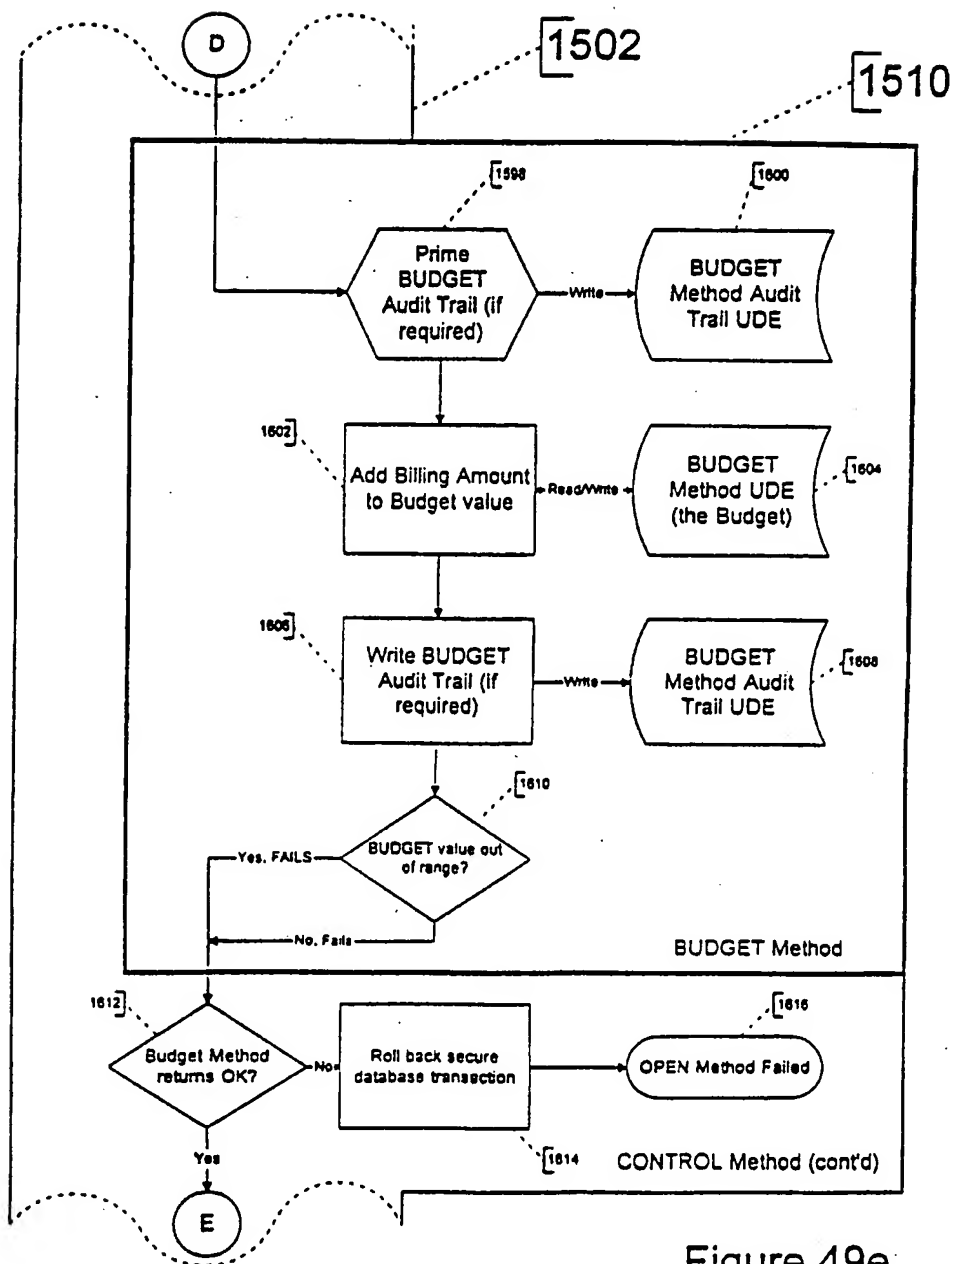 D
1502
1510
1598
1600
Prime
BUDGET
Audit Trail (if
required)
Write
BUDGET
Method Audit
Trail UDE
1602
Add Billing Amount
to Budget value
Read/Write
BUDGET
Method UDE
(the Budget)
1604
1606
Write BUDGET
Audit Trail (if
required)
Write
BUDGET
Method Audit
Trail UDE
1608
1610
BUDGET value out
of range?
Yes, FAILS
No, Fails
BUDGET Method
1612
Budget Method
returns OK?
No
Roll back secure
database transection
1616
OPEN Method Failed
Yes
1614
CONTROL Method (cont'd)
E
Figure 49e